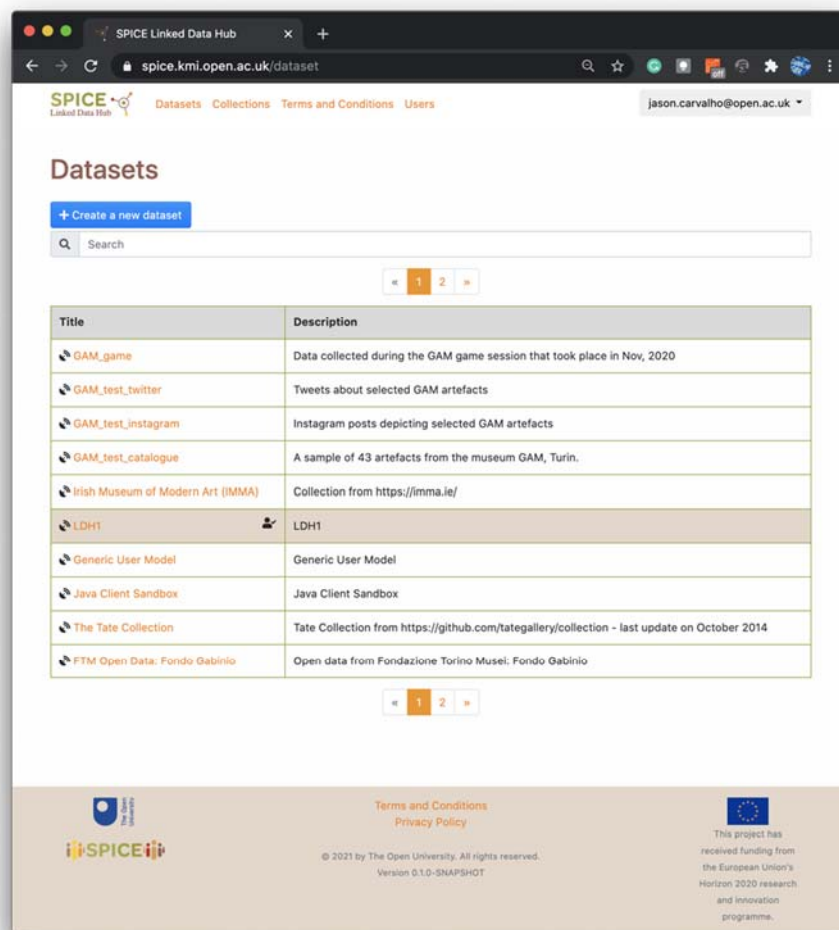 SPICE Linked Data Hub
spice.kmi.open.ac.uk/dataset
off
SPICE
Linked Data Hub
Datasets Collections Terms and Conditions Users
jason.carvalho@open.ac.uk
Datasets
+ Create a new dataset
Search
« 1 2 »
Title Description
GAM_game Data collected during the GAM game session that took place in Nov, 2020
GAM_test_twitter Tweets about selected GAM artefacts
GAM_test_instagram Instagram posts depicting selected GAM artefacts
GAM_test_catalogue A sample of 43 artefacts from the museum GAM, Turin.
Irish Museum of Modern Art (IMMA) Collection from https://imma.ie/
LDH1 LDH1
Generic User Model Generic User Model
Java Client Sandbox Java Client Sandbox
The Tate Collection Tate Collection from https://github.com/tategallery/collection - last update on October 2014
FTM Open Data: Fondo Gabinio Open data from Fondazione Torino Musei: Fondo Gabinio
« 1 2 »
The Open
University
SPICE
Terms and Conditions
Privacy Policy
© 2021 by The Open University. All rights reserved.
Version 0.1.0-SNAPSHOT
This project has
received funding from
the European Union's
Horizon 2020 research
and innovation
programme.